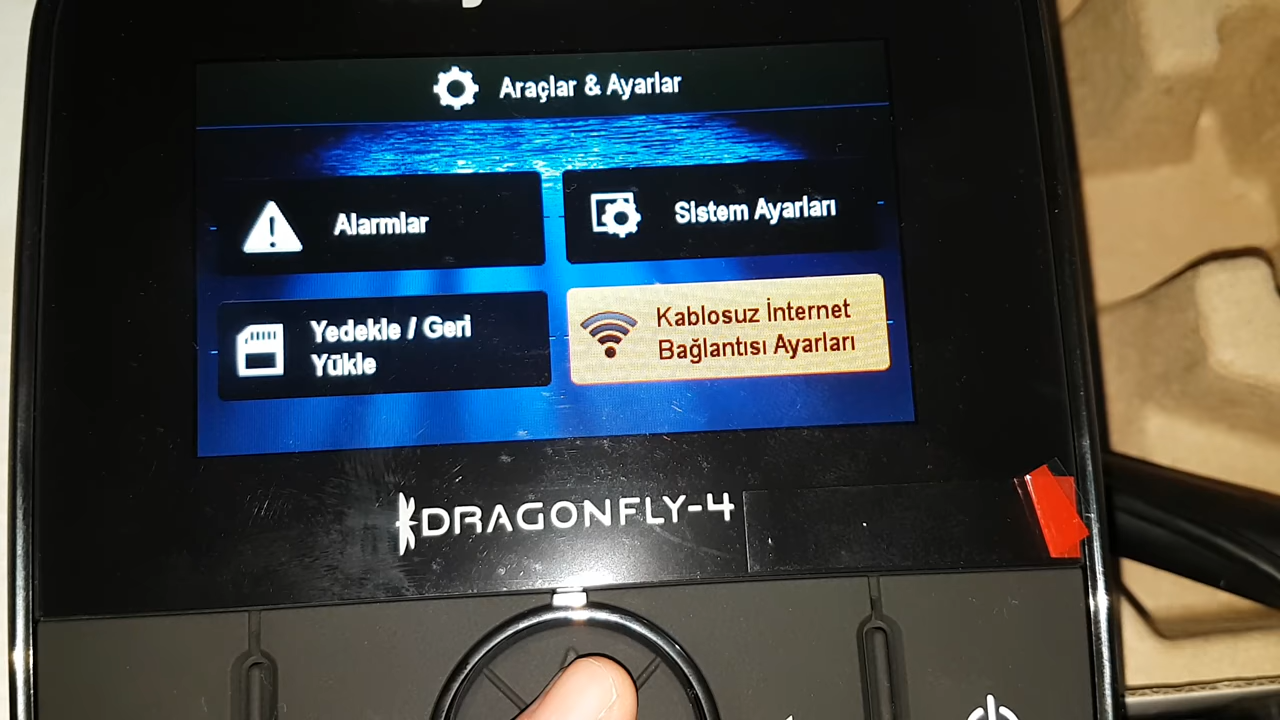 Araçlar & Ayarlar
Alarmlar
Sistem Ayarları
Yedekle / Geri
Yükle
Kablosuz İnternet
Bağlantısı Ayarları
DRAGONFLY-4